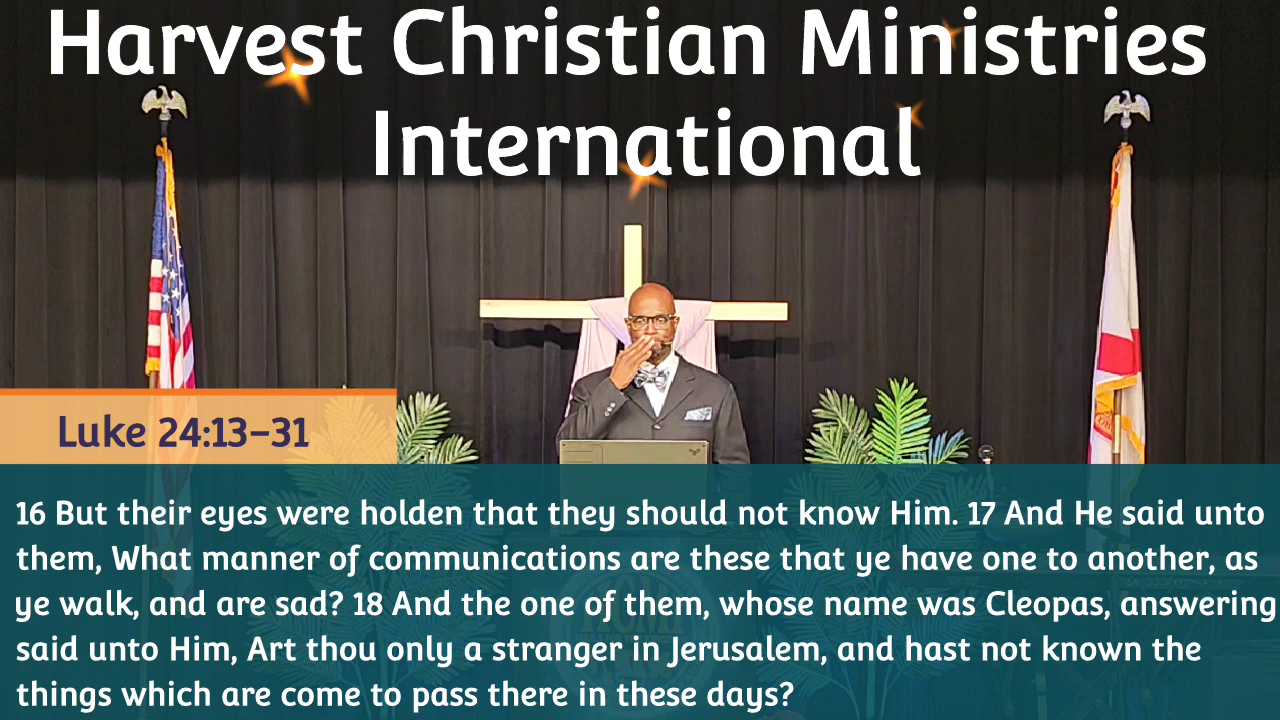 Harvest Christian Ministries
International
Luke 24:13-31
16 But their eyes were holden that they should not know Him. 17 And He said unto
them, What manner of communications are these that ye have one to another, as
ye walk, and are sad? 18 And the one of them, whose name was Cleopas, answering
said unto Him, Art thou only a stranger in Jerusalem, and hast not known the
things which are come to pass there in these days?